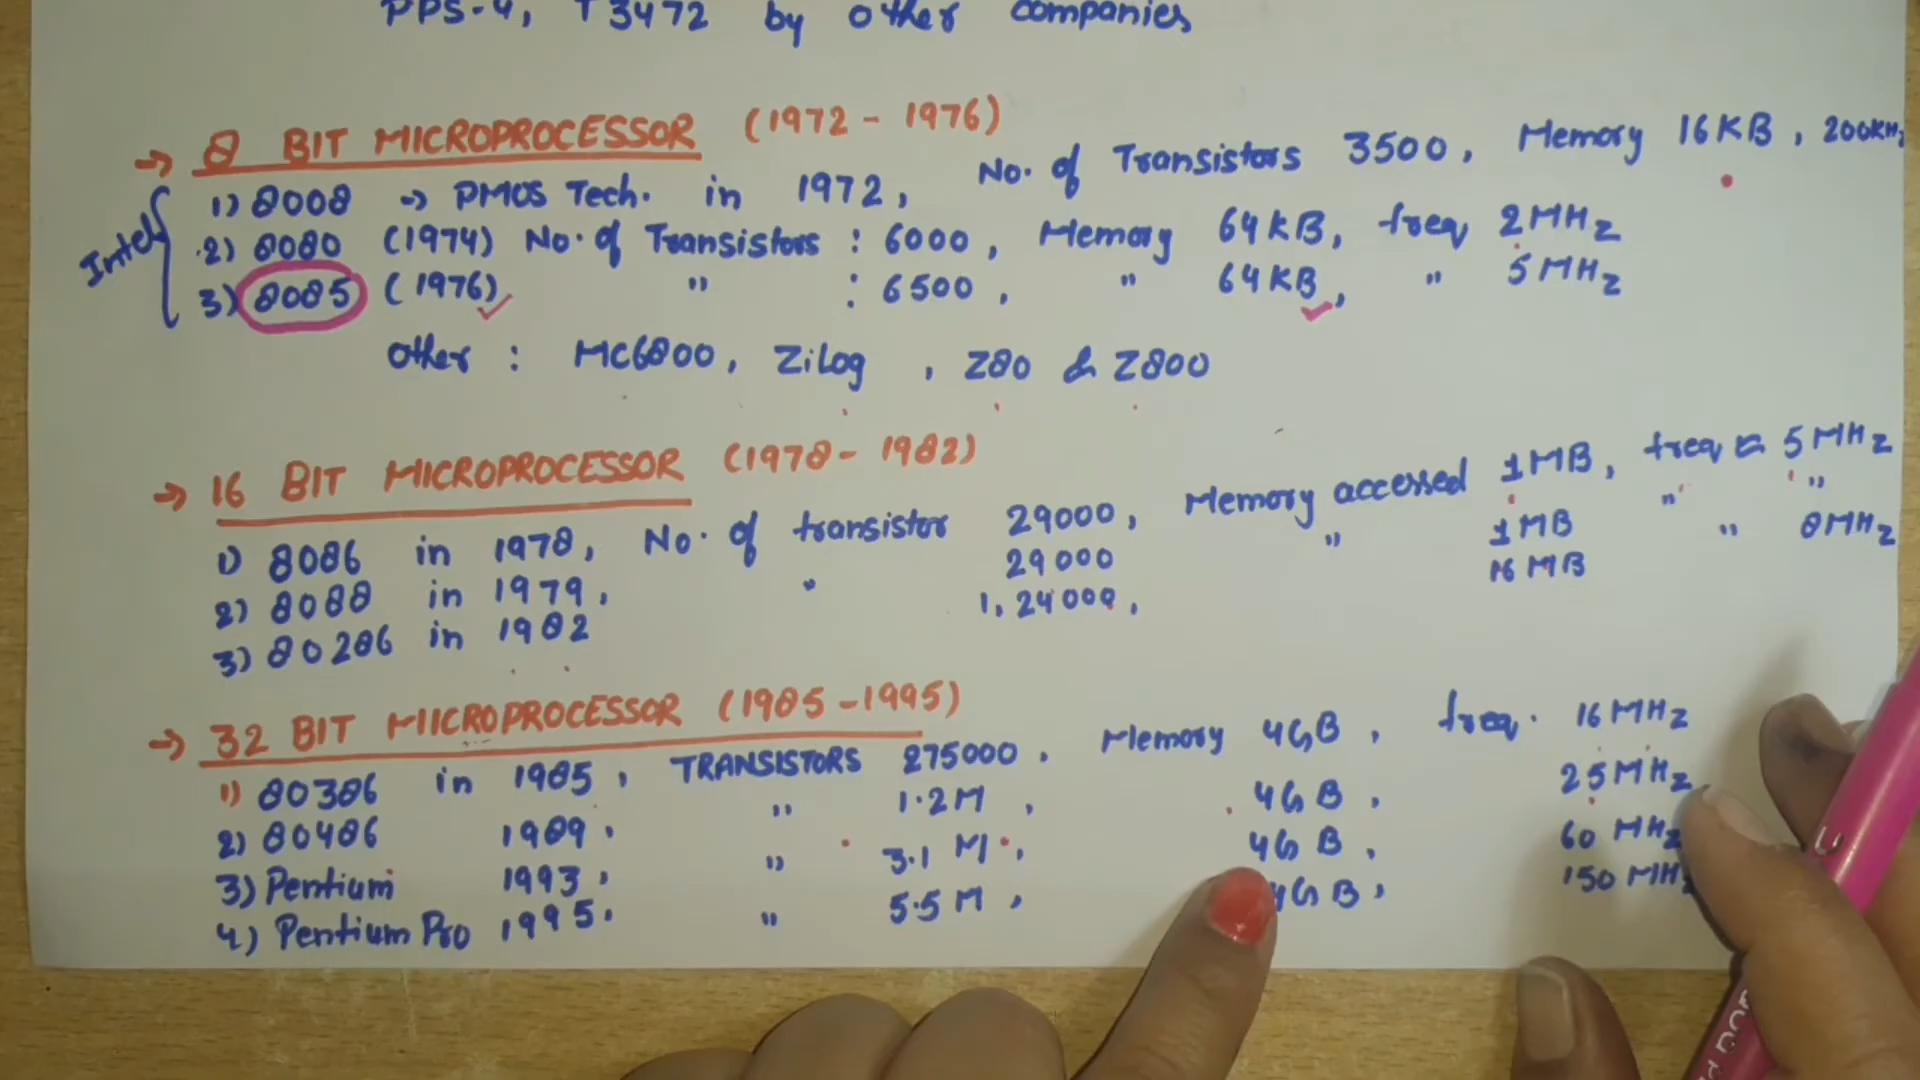 PPS-4, T3472 by other companies
→ 8 BIT MICROPROCESSOR (1972 - 1976)
Intel
1) 8008 → PMOS Tech. in 1972, No. of Transistors 3500, Memory 16KB, 200KHz
2) 8080 (1974) No. of Transistors : 6000, Memory 64KB, freq 2MHz
3) 8085 (1976) " : 6500, " 64KB, " 5MHz
Other : MC6800, Zilog, Z80 & Z800
→ 16 BIT MICROPROCESSOR (1978 - 1982)
1) 8086 in 1978, No. of transistor 29000, Memory accessed 1MB, freq = 5MHz
2) 8088 in 1979, " 29000 " 1MB " "
3) 80286 in 1982 1,24000, 16MB " 8MHz
→ 32 BIT MICROPROCESSOR (1985 - 1995)
1) 80386 in 1985, TRANSISTORS 275000, Memory 4GB, freq. 16MHz
2) 80486 1989, " 1.2M, 4GB, 25MHz
3) Pentium 1993, " 3.1 M, 4GB, 60 MHz
4) Pentium Pro 1995, " 5.5M, 4GB, 150 MHz